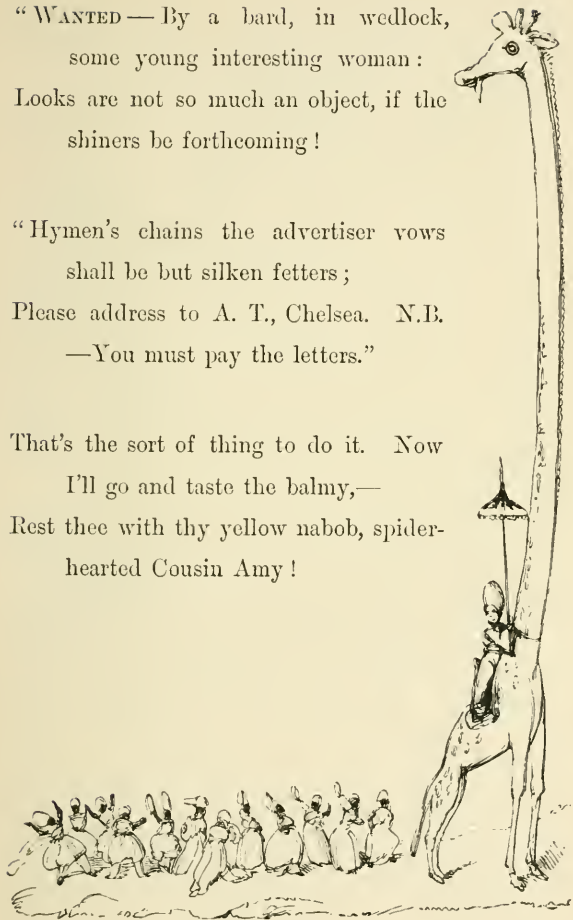 “ WANTED — By a bard, in wedlock,
some young interesting woman :
Looks are not so much an object, if the
shiners be forthcoming !
“ Hymen's chains the advertiser vows
shall be but silken fetters ;
Please address to A. T., Chelsea. N.B.
—You must pay the letters.”
That's the sort of thing to do it. Now
I'll go and taste the balmy,—
Rest thee with thy yellow nabob, spider-
hearted Cousin Amy !